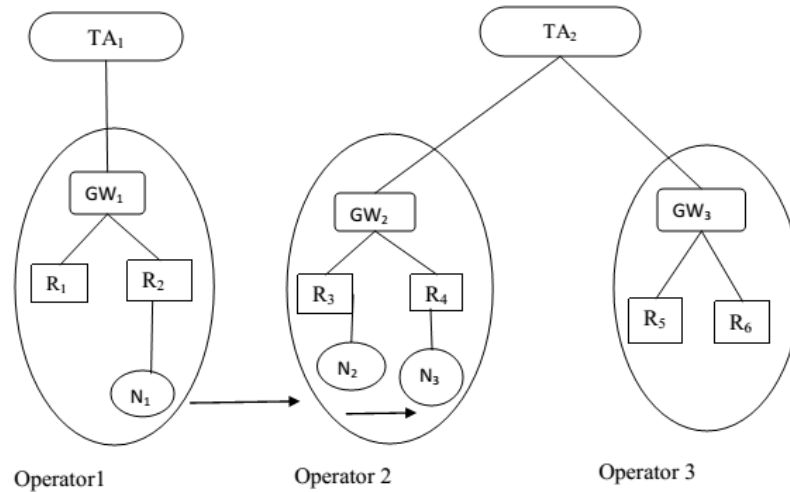 TA₁
TA₂
GW₁
GW₂
GW₃
R₁
R₂
R₃
R₄
R₅
R₆
N₁
N₂
N₃
Operator1
Operator 2
Operator 3